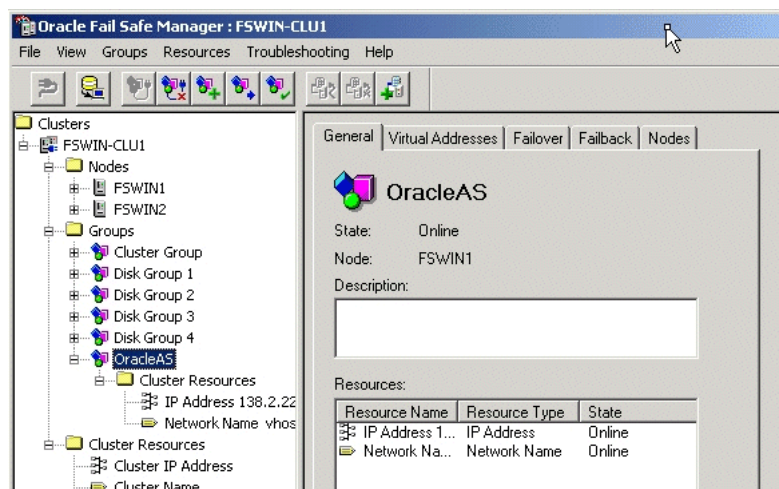 Oracle Fail Safe Manager : FSWIN-CLU1
File View Groups Resources Troubleshooting Help
Clusters
FSWIN-CLU1
Nodes
FSWIN1
FSWIN2
Groups
Cluster Group
Disk Group 1
Disk Group 2
Disk Group 3
Disk Group 4
OracleAS
Cluster Resources
IP Address 138.2.22
Network Name vhos
Cluster Resources
Cluster IP Address
Cluster Name
General Virtual Addresses Failover Failback Nodes
OracleAS
State: Online
Node: FSWIN1
Description:
Resources:
Resource Name Resource Type State
IP Address 1... IP Address Online
Network Na... Network Name Online